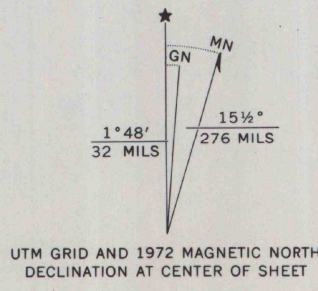 ★
MN
GN
1°48'
32 MILS
15½°
276 MILS
UTM GRID AND 1972 MAGNETIC NORTH
DECLINATION AT CENTER OF SHEET